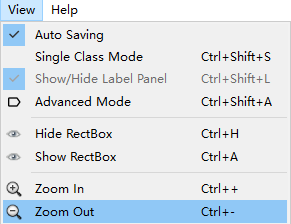 View Help
Auto Saving
Single Class Mode Ctrl+Shift+S
Show/Hide Label Panel Ctrl+Shift+L
Advanced Mode Ctrl+Shift+A
Hide RectBox Ctrl+H
Show RectBox Ctrl+A
Zoom In Ctrl++
Zoom Out Ctrl+-